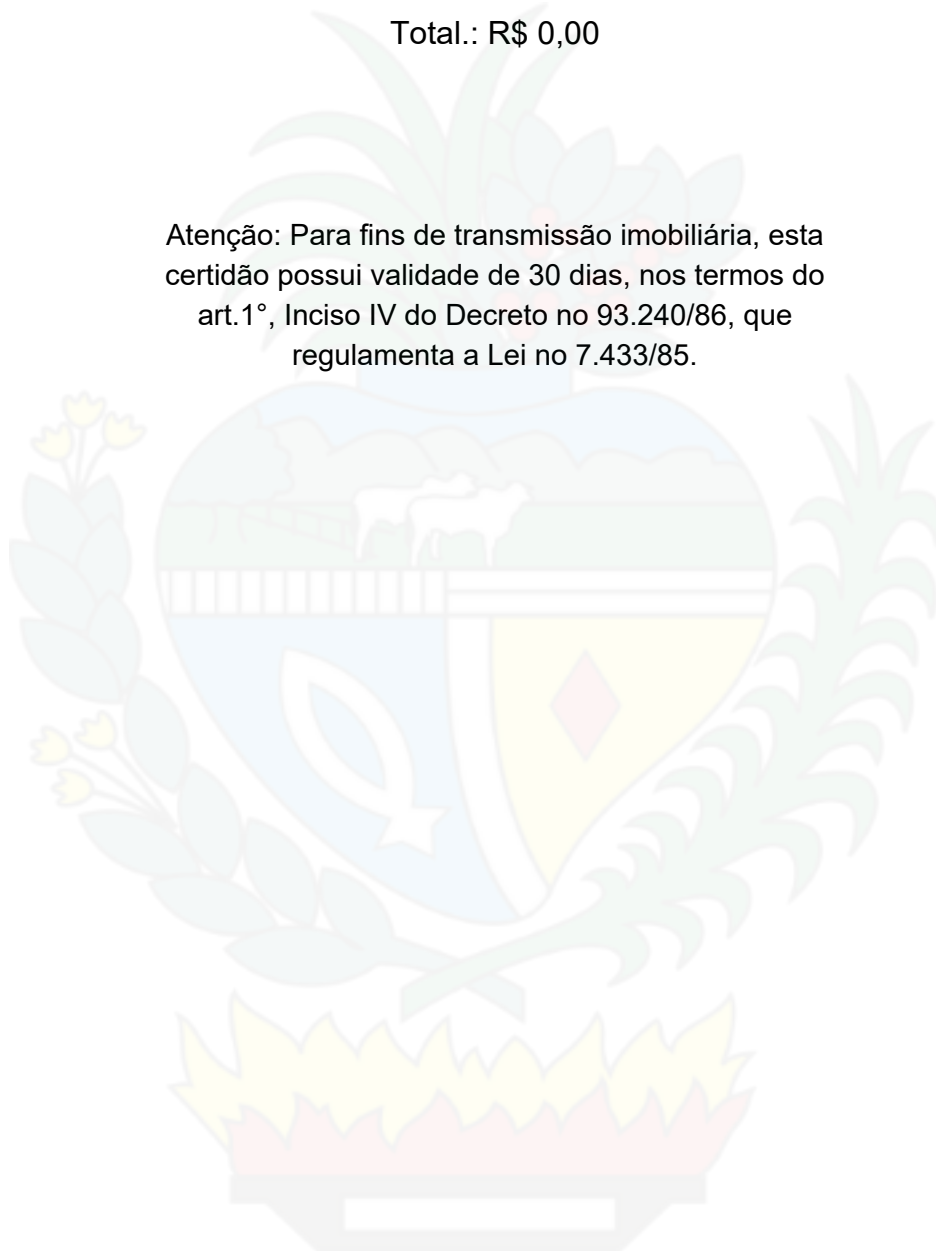 Total.: R$ 0,00
Atenção: Para fins de transmissão imobiliária, esta
certidão possui validade de 30 dias, nos termos do
art.1°, Inciso IV do Decreto no 93.240/86, que
regulamenta a Lei no 7.433/85.